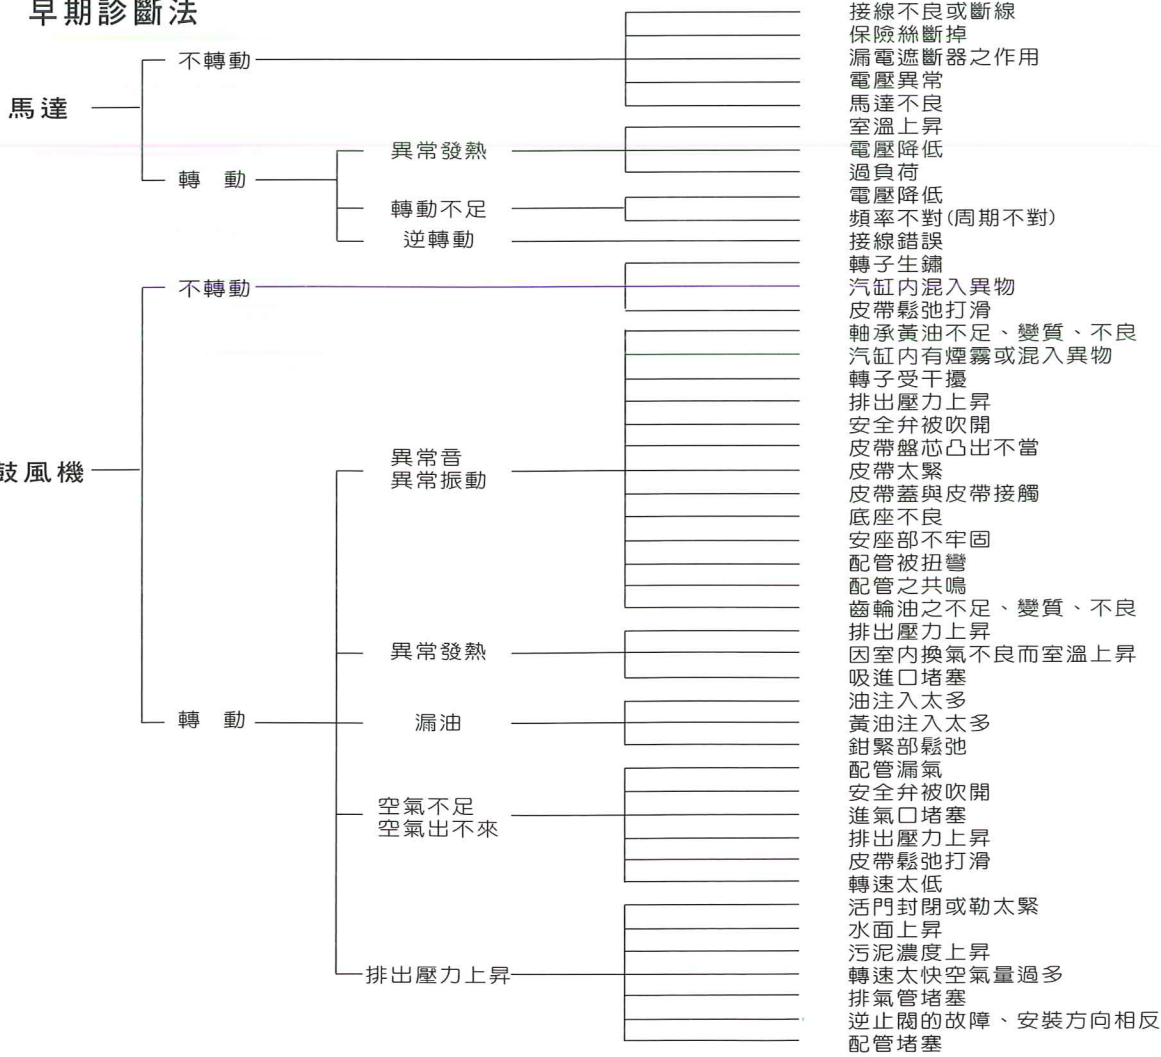 早期診斷法
馬達
不轉動
接線不良或斷線
保險絲斷掉
漏電遮斷器之作用
電壓異常
馬達不良
轉 動
異常發熱
室溫上昇
電壓降低
過負荷
轉動不足
電壓降低
頻率不對(周期不對)
逆轉動
接線錯誤
鼓風機
不轉動
轉子生鏽
汽缸内混入異物
皮帶鬆弛打滑
轉 動
異常音
異常振動
軸承黃油不足、變質、不良
汽缸内有煙霧或混入異物
轉子受干擾
排出壓力上昇
安全弁被吹開
皮帶盤芯凸出不當
皮帶太緊
皮帶蓋與皮帶接觸
底座不良
安座部不牢固
配管被扭彎
配管之共鳴
齒輪油之不足、變質、不良
異常發熱
排出壓力上昇
因室内換氣不良而室溫上昇
吸進口堵塞
漏油
油注入太多
黃油注入太多
鉗緊部鬆弛
空氣不足
空氣出不來
配管漏氣
安全弁被吹開
進氣口堵塞
排出壓力上昇
皮帶鬆弛打滑
轉速太低
排出壓力上昇
活門封閉或勒太緊
水面上昇
污泥濃度上昇
轉速太快空氣量過多
排氣管堵塞
逆止閥的故障、安裝方向相反
配管堵塞